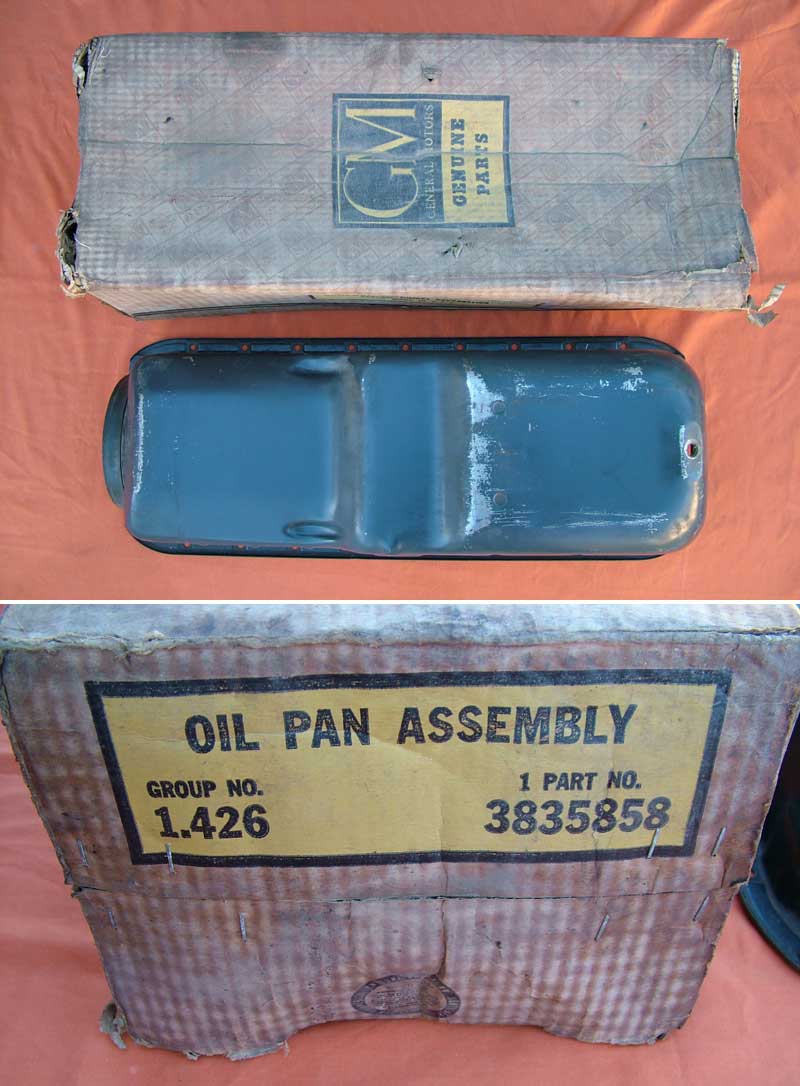 GM
GENERAL MOTORS
GENUINE
PARTS
OIL PAN ASSEMBLY
GROUP NO.
1 PART NO.
1.426
3835858